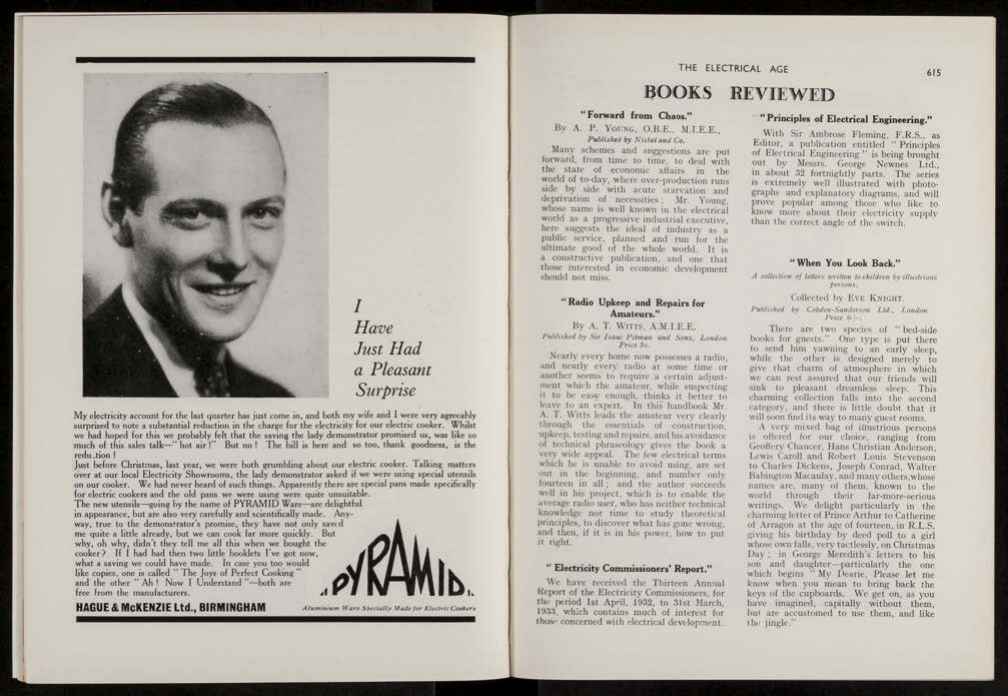 I
Have
Just Had
a Pleasant
Surprise
My electricity account for the last quarter has just come in, and both my wife and I were very agreeably
surprised to note a substantial reduction in the charge for the electricity for our electric cooker. Whilst
we had hoped for this we probably felt that the saving the lady demonstrator promised us, was like so
much of this sales talk—"hot air!" But no! The bill is here and so too, thank goodness, is the
redu.tion!
Just before Christmas, last year, we were both grumbling about our electric cooker. Talking matters
over at our local Electricity Showrooms, the lady demonstrator asked if we were using special utensils
on our cooker. We had never heard of such things. Apparently there are special pans made specifically
for electric cookers and the old pans we were using were quite unsuitable.
The new utensils—going by the name of PYRAMID Ware—are delightful
in appearance, but are also very carefully and scientifically made. Any-
way, true to the demonstrator's promise, they have not only saved
me quite a little already, but we can cook far more quickly. But
why, oh why, didn't they tell me all this when we bought the
cooker? If I had had then two little booklets I've got now,
what a saving we could have made. In case you too would
like copies, one is called "The Joys of Perfect Cooking"
and the other "Ah! Now I Understand"—both are
free from the manufacturers.
PYRAMID
HAGUE & McKENZIE Ltd., BIRMINGHAM
Aluminium Ware Specially Made for Electric Cookers
THE ELECTRICAL AGE
615
BOOKS REVIEWED
"Forward from Chaos."
By A. P. YOUNG, O.B.E., M.I.E.E.,
Published by Nisbet and Co.
Many schemes and suggestions are put
forward, from time to time, to deal with
the state of economic affairs in the
world of to-day, where over-production runs
side by side with acute starvation and
deprivation of necessities; Mr. Young,
whose name is well known in the electrical
world as a progressive industrial executive,
here suggests the ideal of industry as a
public service, planned and run for the
ultimate good of the whole world. It is
a constructive publication, and one that
those interested in economic development
should not miss.
"Radio Upkeep and Repairs for
Amateurs."
By A. T. WITTS, A.M.I.E.E.
Published by Sir Isaac Pitman and Sons, London
Price 5s.
Nearly every home now possesses a radio,
and nearly every radio at some time or
another seems to require a certain adjust-
ment which the amateur, while suspecting
it to be easy enough, thinks it better to
leave to an expert. In this handbook Mr.
A. T. Witts leads the amateur very clearly
through the essentials of construction,
upkeep, testing and repairs, and his avoidance
of technical phraseology gives the book a
very wide appeal. The few electrical terms
which he is unable to avoid using, are set
out in the beginning, and number only
fourteen in all; and the author succeeds
well in his project, which is to enable the
average radio user, who has neither technical
knowledge nor time to study theoretical
principles, to discover what has gone wrong,
and then, if it is in his power, how to put
it right.
"Electricity Commissioners' Report."
We have received the Thirteen Annual
Report of the Electricity Commissioners, for
the period 1st April, 1932, to 31st March,
1933, which contains much of interest for
those concerned with electrical development.
"Principles of Electrical Engineering."
With Sir Ambrose Fleming, F.R.S., as
Editor, a publication entitled "Principles
of Electrical Engineering" is being brought
out by Messrs. George Newnes Ltd.,
in about 32 fortnightly parts. The series
is extremely well illustrated with photo-
graphs and explanatory diagrams, and will
prove popular among those who like to
know more about their electricity supply
than the correct angle of the switch.
"When You Look Back."
A collection of letters written to children by illustrious
persons.
Collected by EVE KNIGHT.
Published by Cobden-Sanderson Ltd., London
Price 6/-.
There are two species of "bed-side
books for guests." One type is put there
to send him yawning to an early sleep,
while the other is designed merely to
give that charm of atmosphere in which
we can rest assured that our friends will
sink to pleasant dreamless sleep. This
charming collection falls into the second
category, and there is little doubt that it
will soon find its way to many guest rooms.
A very mixed bag of illustrious persons
is offered for our choice, ranging from
Geoffery Chaucer, Hans Christian Anderson,
Lewis Caroll and Robert Louis Stevenson
to Charles Dickens, Joseph Conrad, Walter
Babington Macaulay, and many others, whose
names are, many of them, known to the
world through their far-more-serious
writings. We delight particularly in the
charming letter of Prince Arthur to Catherine
of Arragon at the age of fourteen, in R.L.S.
giving his birthday by deed poll to a girl
whose own falls, very tactlessly, on Christmas
Day; in George Meredith's letters to his
son and daughter—particularly the one
which begins "My Dearie, Please let me
know when you mean to bring back the
keys of the cupboards. We get on, as you
have imagined, capitally without them,
but are accustomed to use them, and like
the jingle."